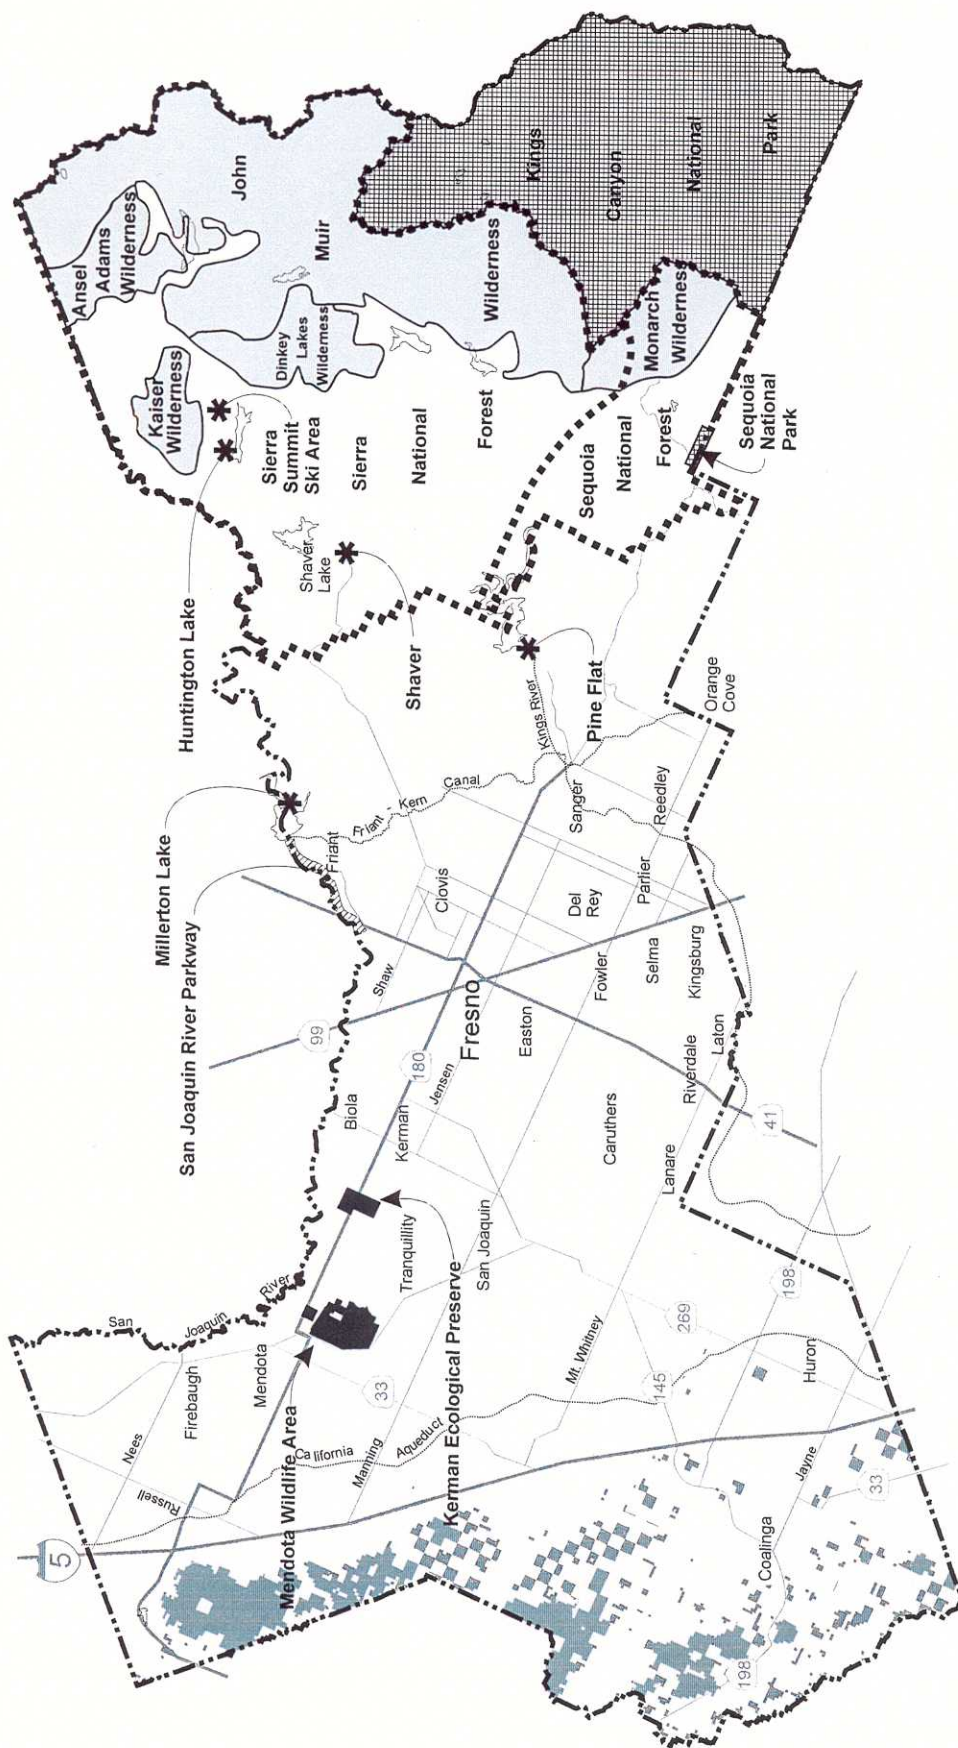 Ansel
Adams
Wilderness
John
Muir
Wilderness
Kings
Canyon
National
Park
Kaiser
Wilderness
Dinkey
Lakes
Wilderness
Monarch
Wilderness
Sierra
Summit
Ski Area
Sierra
National
Forest
Sequoia
National
Forest
Sequoia
National
Park
Huntington Lake
Shaver
Lake
Shaver
Pine Flat
Kings River
Orange
Cove
Millerton Lake
San Joaquin River Parkway
Friant
Friant - Kern Canal
Clovis
Sanger
Reedley
Parlier
Del
Rey
Shaw
Fowler
Selma
Kingsburg
99
180
Fresno
Jensen
Easton
Biola
Kerman
Caruthers
Riverdale
Laton
41
Lanare
Tranquillity
San Joaquin
San Joaquin River
Kerman Ecological Preserve
Mendota Wildlife Area
Firebaugh
Mendota
Nees
Russell
33
California Aqueduct
Manning
Mt. Whitney
269
198
145
Huron
Jayne
33
Coalinga
198
5